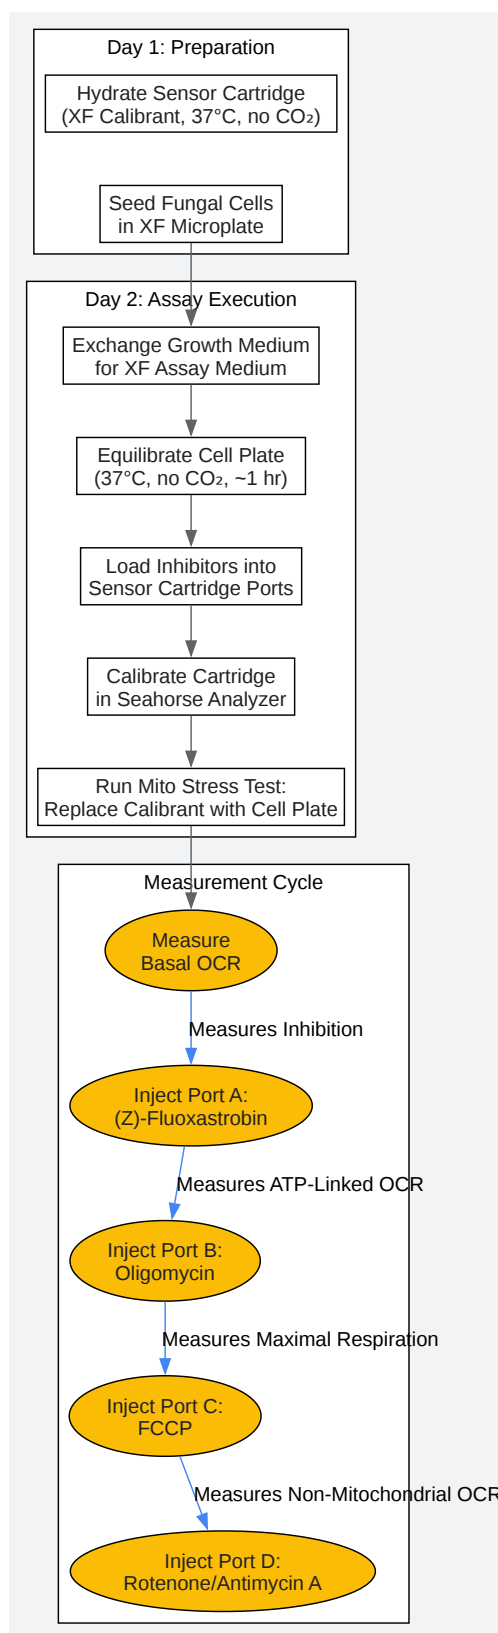 Day 1: Preparation
Hydrate Sensor Cartridge
(XF Calibrant, 37°C, no CO₂)
Seed Fungal Cells
in XF Microplate
Day 2: Assay Execution
Exchange Growth Medium
for XF Assay Medium
Equilibrate Cell Plate
(37°C, no CO₂, ~1 hr)
Load Inhibitors into
Sensor Cartridge Ports
Calibrate Cartridge
in Seahorse Analyzer
Run Mito Stress Test:
Replace Calibrant with Cell Plate
Measurement Cycle
Measure
Basal OCR
Measures Inhibition
Inject Port A:
(Z)-Fluoxastrobin
Measures ATP-Linked OCR
Inject Port B:
Oligomycin
Measures Maximal Respiration
Inject Port C:
FCCP
Measures Non-Mitochondrial OCR
Inject Port D:
Rotenone/Antimycin A